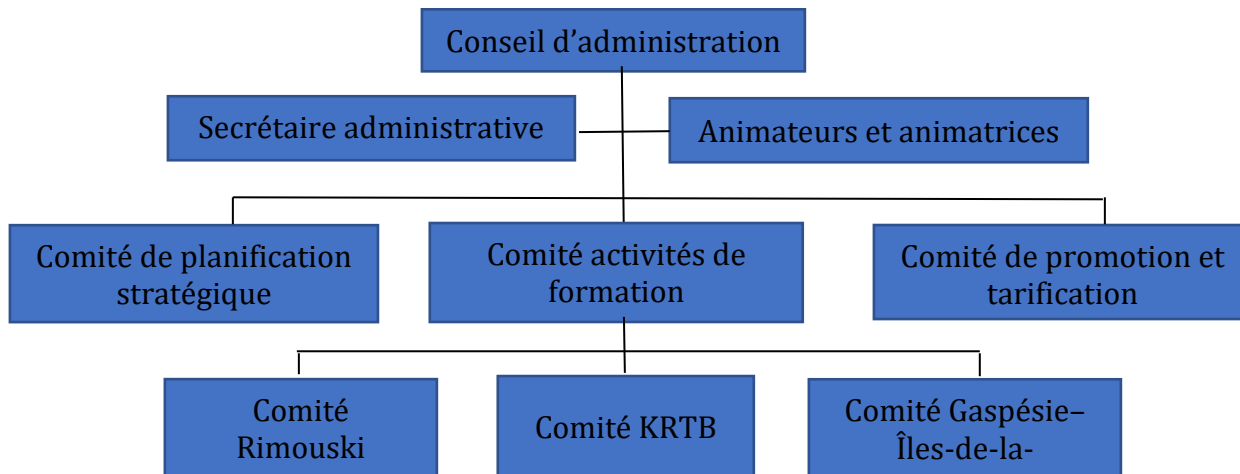 Conseil d’administration
Secrétaire administrative
Animateurs et animatrices
Comité de planification
stratégique
Comité activités de
formation
Comité de promotion et
tarification
Comité
Rimouski
Comité KRTB
Comité Gaspésie–
Îles-de-la-